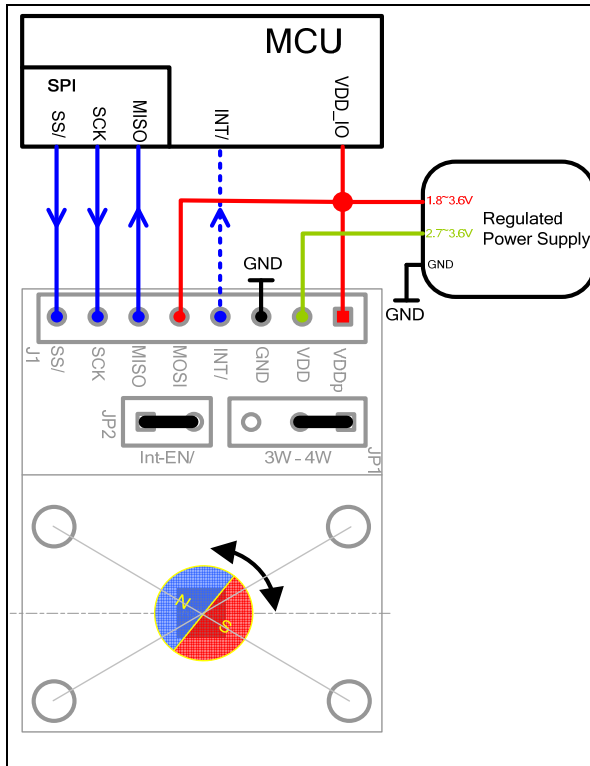 MCU
SPI
SS/
SCK
MISO
INT/
VDD_IO
1.8~3.6V
2.7~3.6V
GND
Regulated
Power Supply
GND
GND
J1
SS/
SCK
MISO
MOSI
INT/
GND
VDD
VDDp
JP2
Int-EN/
3W - 4W
JP1
N
S